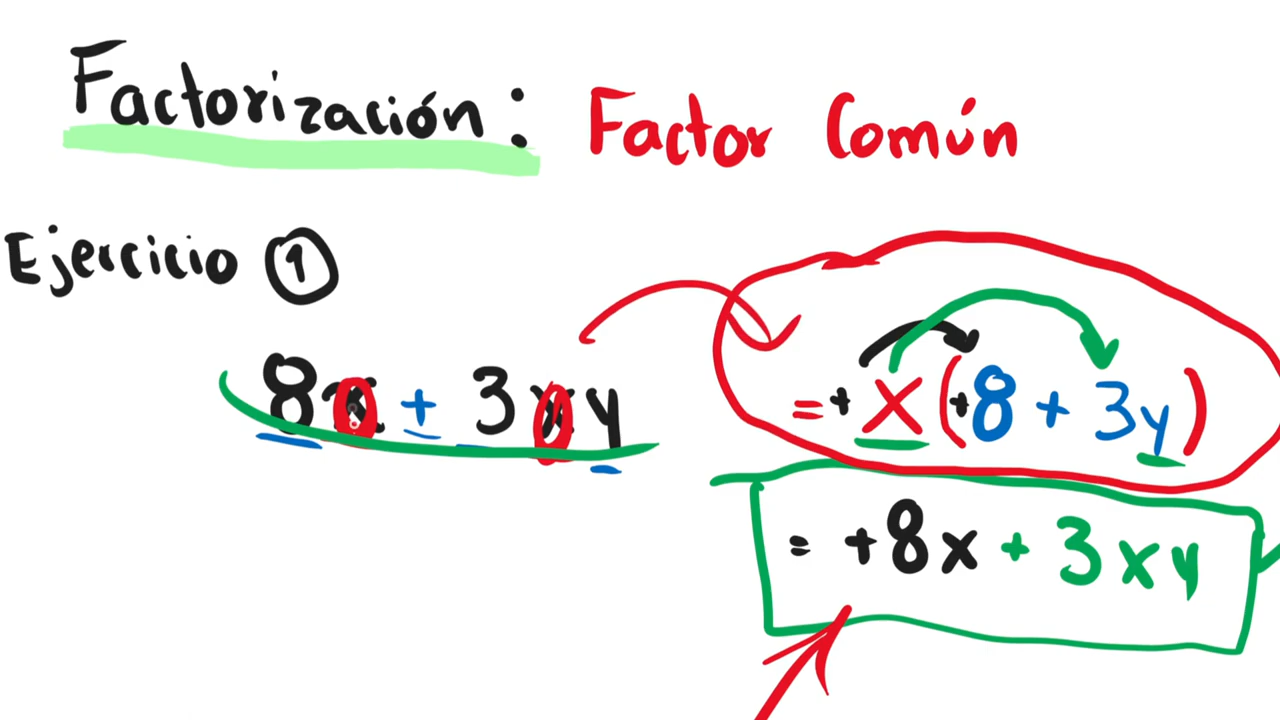 Factorización: Factor Común
Ejercicio ①
8x + 3xy = + x (+8 + 3y)
= +8x + 3xy